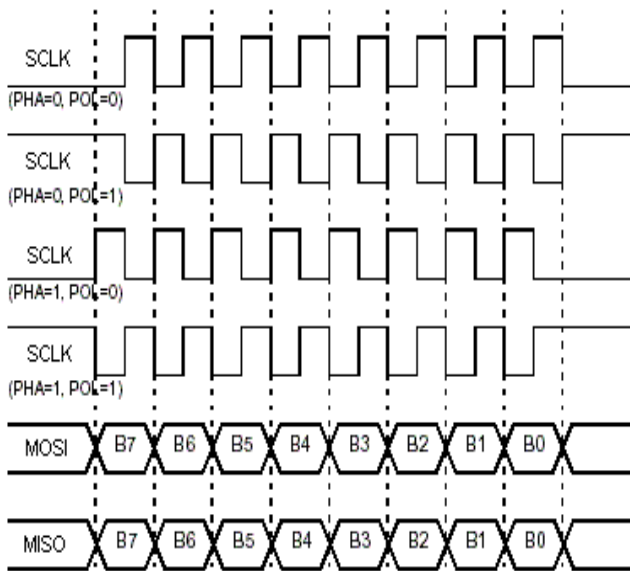 SCLK
(PHA=0, POL=0)
SCLK
(PHA=0, POL=1)
SCLK
(PHA=1, POL=0)
SCLK
(PHA=1, POL=1)
MOSI B7 B6 B5 B4 B3 B2 B1 B0
MISO B7 B6 B5 B4 B3 B2 B1 B0